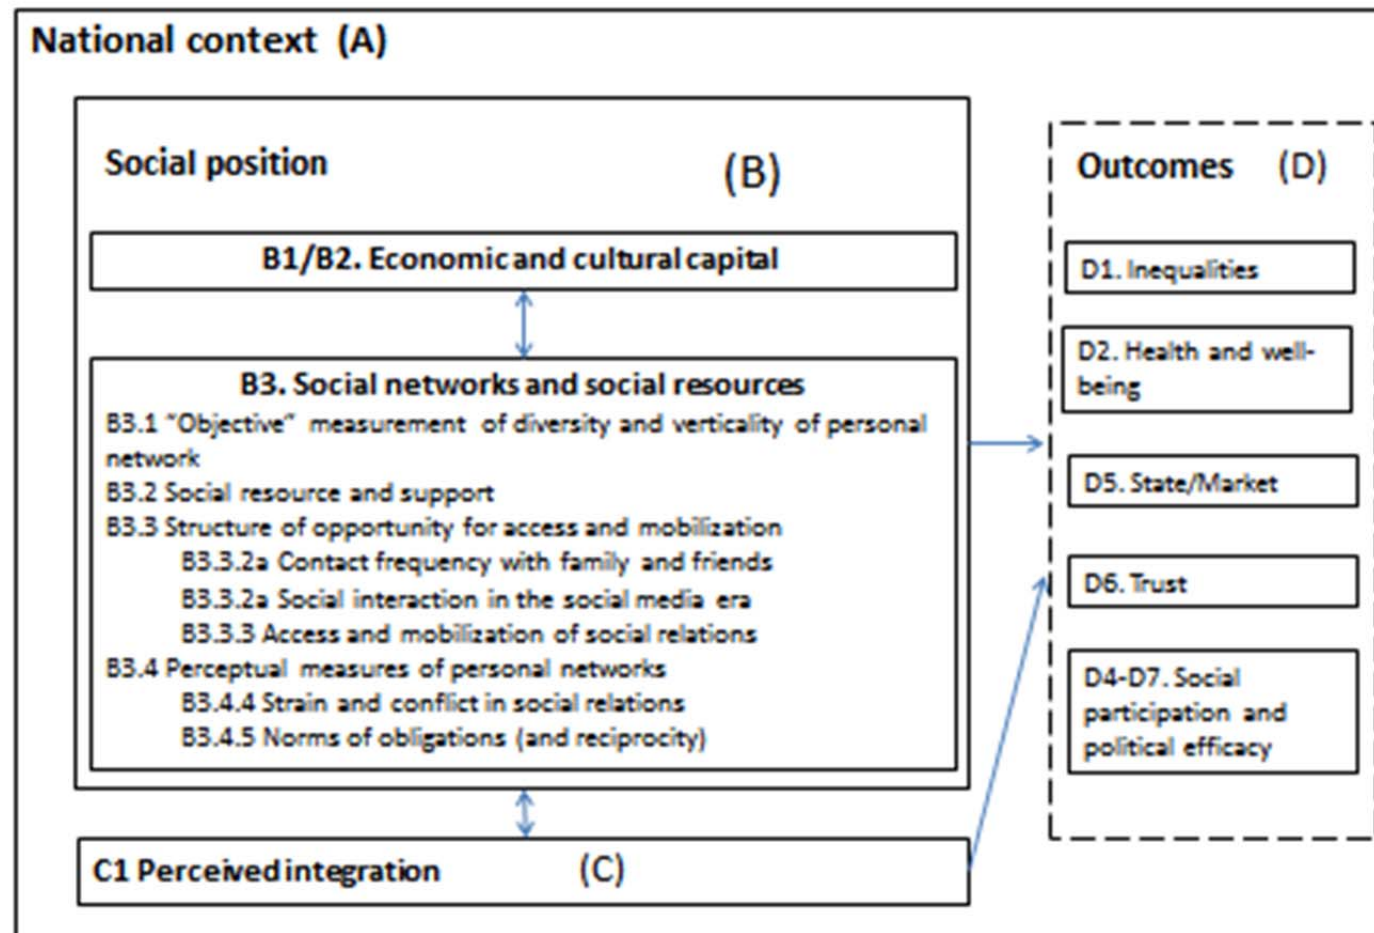 National context (A)
Social position (B)
B1/B2. Economic and cultural capital
B3. Social networks and social resources
B3.1 “Objective” measurement of diversity and verticality of personal
network
B3.2 Social resource and support
B3.3 Structure of opportunity for access and mobilization
B3.3.2a Contact frequency with family and friends
B3.3.2a Social interaction in the social media era
B3.3.3 Access and mobilization of social relations
B3.4 Perceptual measures of personal networks
B3.4.4 Strain and conflict in social relations
B3.4.5 Norms of obligations (and reciprocity)
C1 Perceived integration (C)
Outcomes (D)
D1. Inequalities
D2. Health and well-
being
D5. State/Market
D6. Trust
D4-D7. Social
participation and
political efficacy